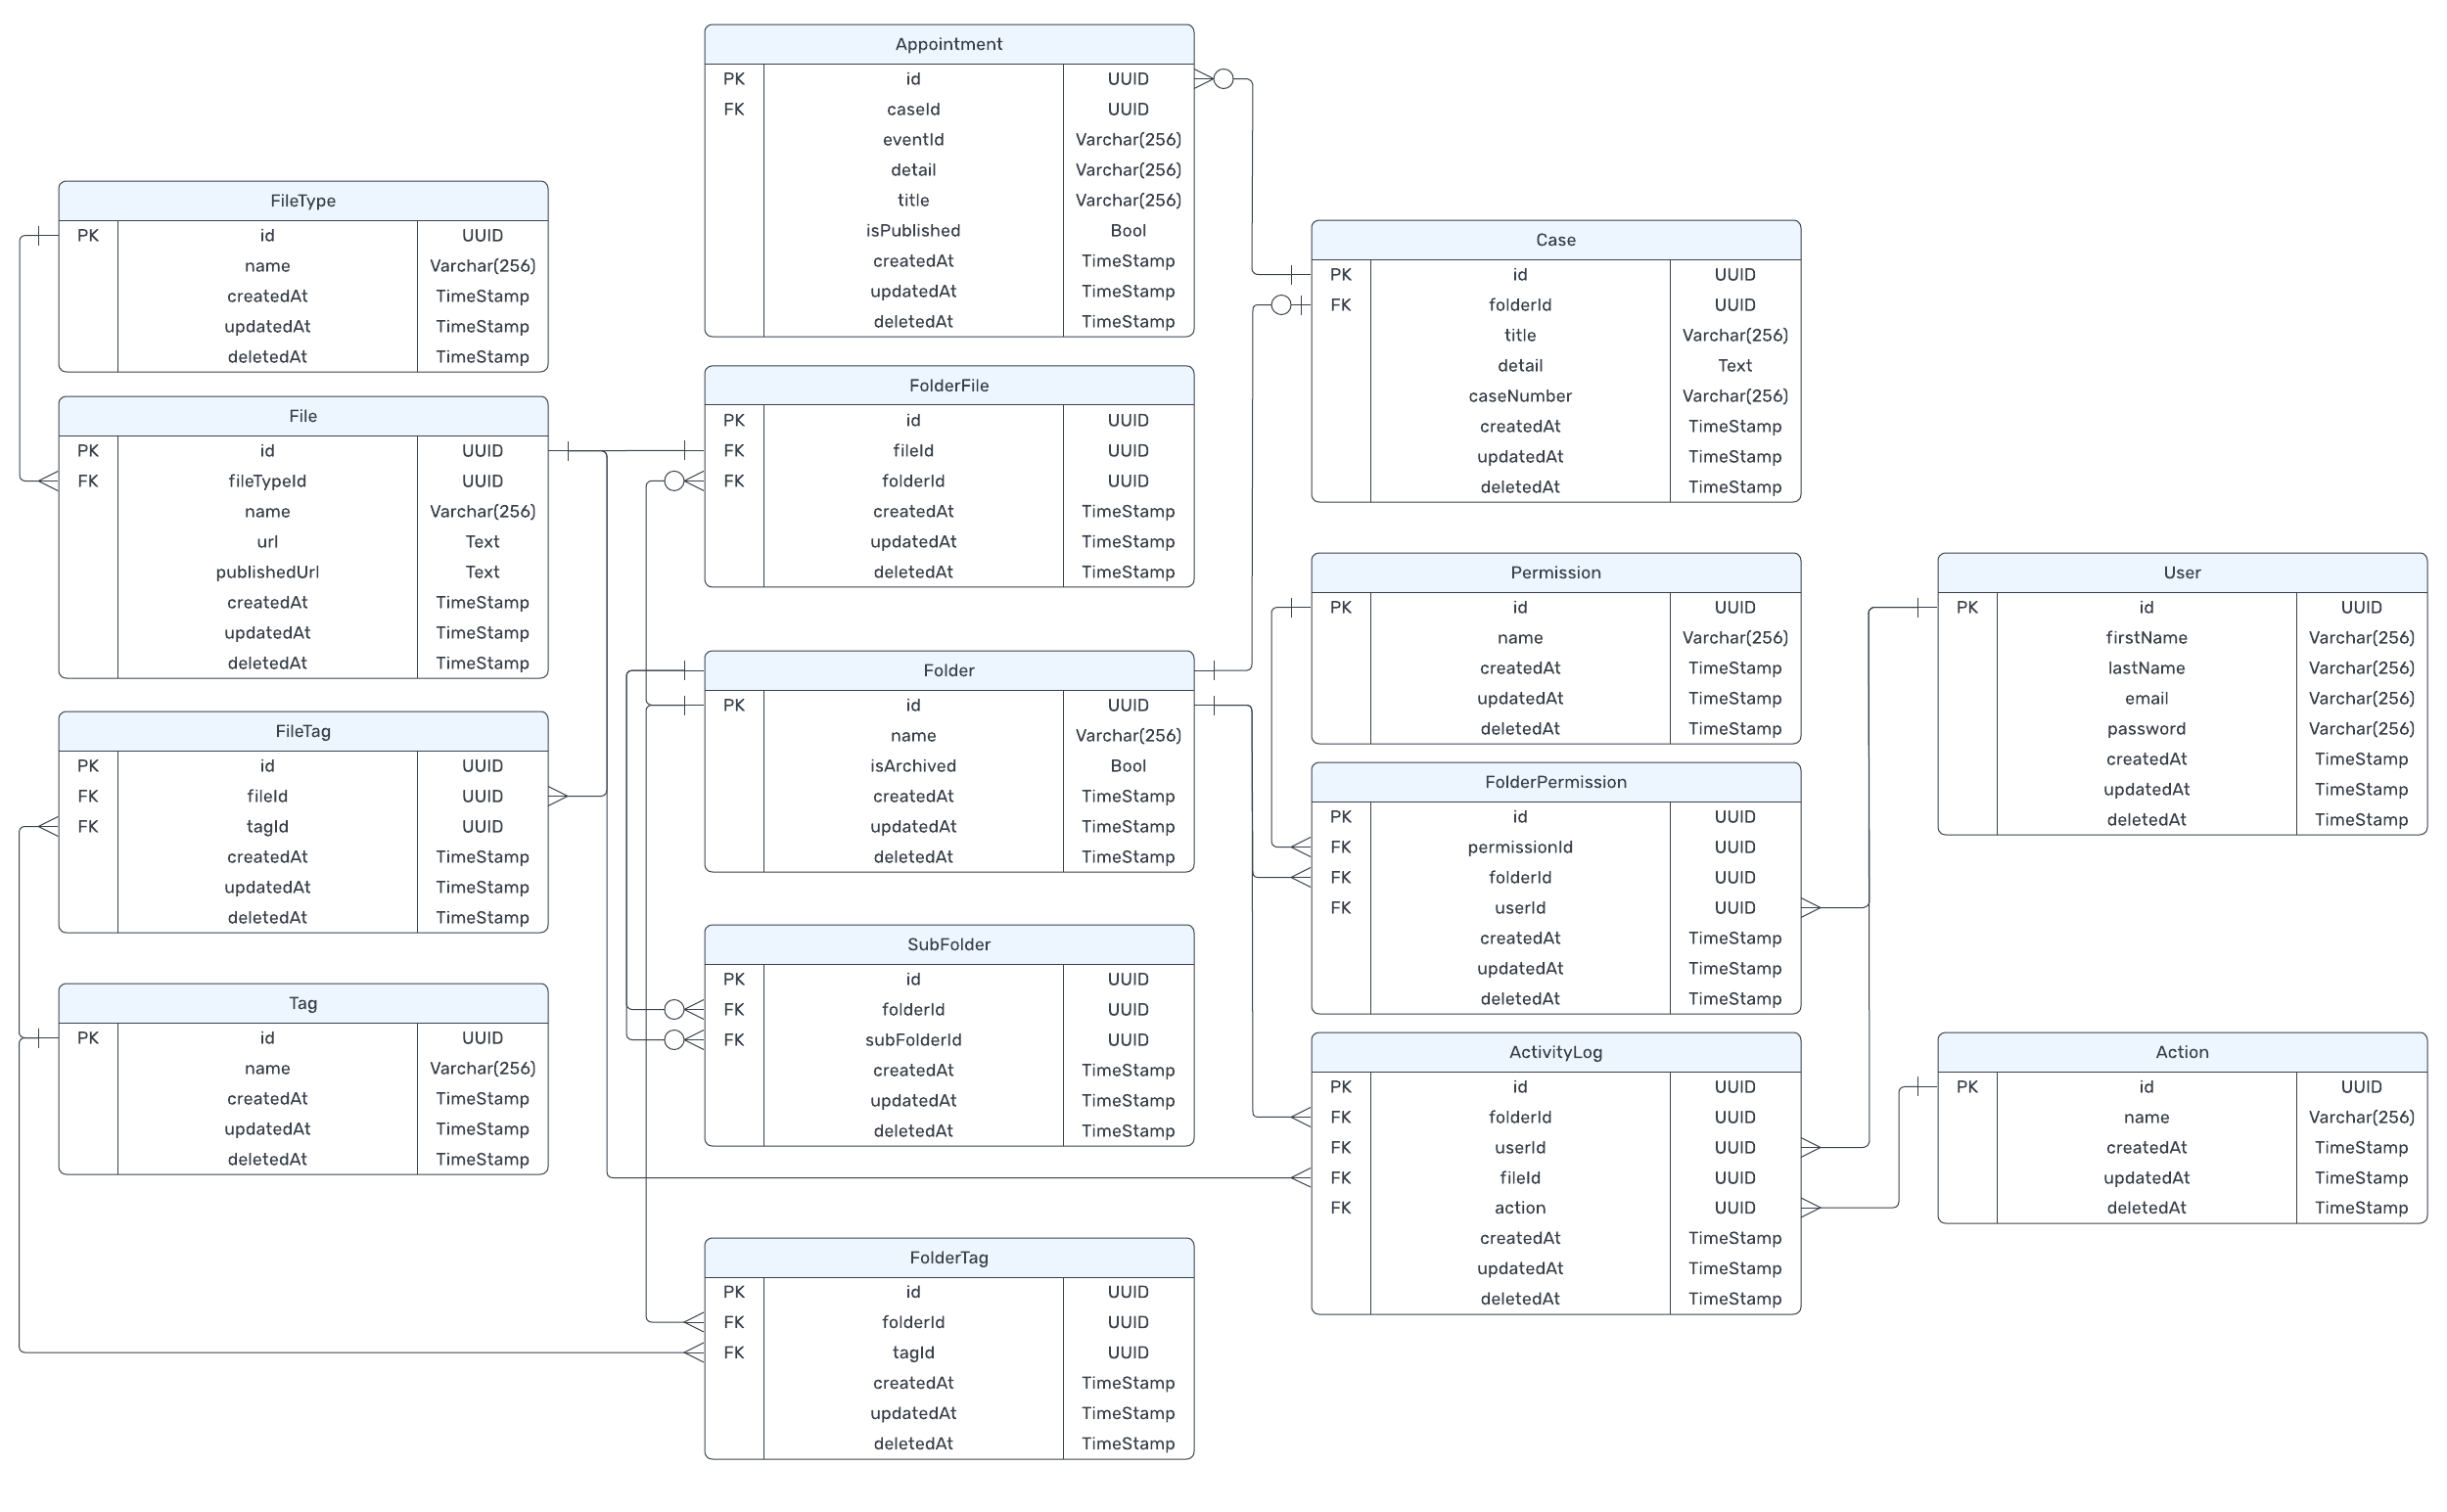 Appointment
PK id UUID
FK caseId UUID
eventId Varchar(256)
detail Varchar(256)
title Varchar(256)
isPublished Bool
createdAt TimeStamp
updatedAt TimeStamp
deletedAt TimeStamp
FileType
PK id UUID
name Varchar(256)
createdAt TimeStamp
updatedAt TimeStamp
deletedAt TimeStamp
Case
PK id UUID
FK folderId UUID
title Varchar(256)
detail Text
caseNumber Varchar(256)
createdAt TimeStamp
updatedAt TimeStamp
deletedAt TimeStamp
FolderFile
PK id UUID
FK fileId UUID
FK folderId UUID
createdAt TimeStamp
updatedAt TimeStamp
deletedAt TimeStamp
File
PK id UUID
FK fileTypeId UUID
name Varchar(256)
url Text
publishedUrl Text
createdAt TimeStamp
updatedAt TimeStamp
deletedAt TimeStamp
Permission
PK id UUID
name Varchar(256)
createdAt TimeStamp
updatedAt TimeStamp
deletedAt TimeStamp
User
PK id UUID
firstName Varchar(256)
lastName Varchar(256)
email Varchar(256)
password Varchar(256)
createdAt TimeStamp
updatedAt TimeStamp
deletedAt TimeStamp
Folder
PK id UUID
name Varchar(256)
isArchived Bool
createdAt TimeStamp
updatedAt TimeStamp
deletedAt TimeStamp
FileTag
PK id UUID
FK fileId UUID
FK tagId UUID
createdAt TimeStamp
updatedAt TimeStamp
deletedAt TimeStamp
FolderPermission
PK id UUID
FK permissionId UUID
FK folderId UUID
FK userId UUID
createdAt TimeStamp
updatedAt TimeStamp
deletedAt TimeStamp
SubFolder
PK id UUID
FK folderId UUID
FK subFolderId UUID
createdAt TimeStamp
updatedAt TimeStamp
deletedAt TimeStamp
Tag
PK id UUID
name Varchar(256)
createdAt TimeStamp
updatedAt TimeStamp
deletedAt TimeStamp
ActivityLog
PK id UUID
FK folderId UUID
FK userId UUID
FK fileId UUID
FK action UUID
createdAt TimeStamp
updatedAt TimeStamp
deletedAt TimeStamp
Action
PK id UUID
name Varchar(256)
createdAt TimeStamp
updatedAt TimeStamp
deletedAt TimeStamp
FolderTag
PK id UUID
FK folderId UUID
FK tagId UUID
createdAt TimeStamp
updatedAt TimeStamp
deletedAt TimeStamp